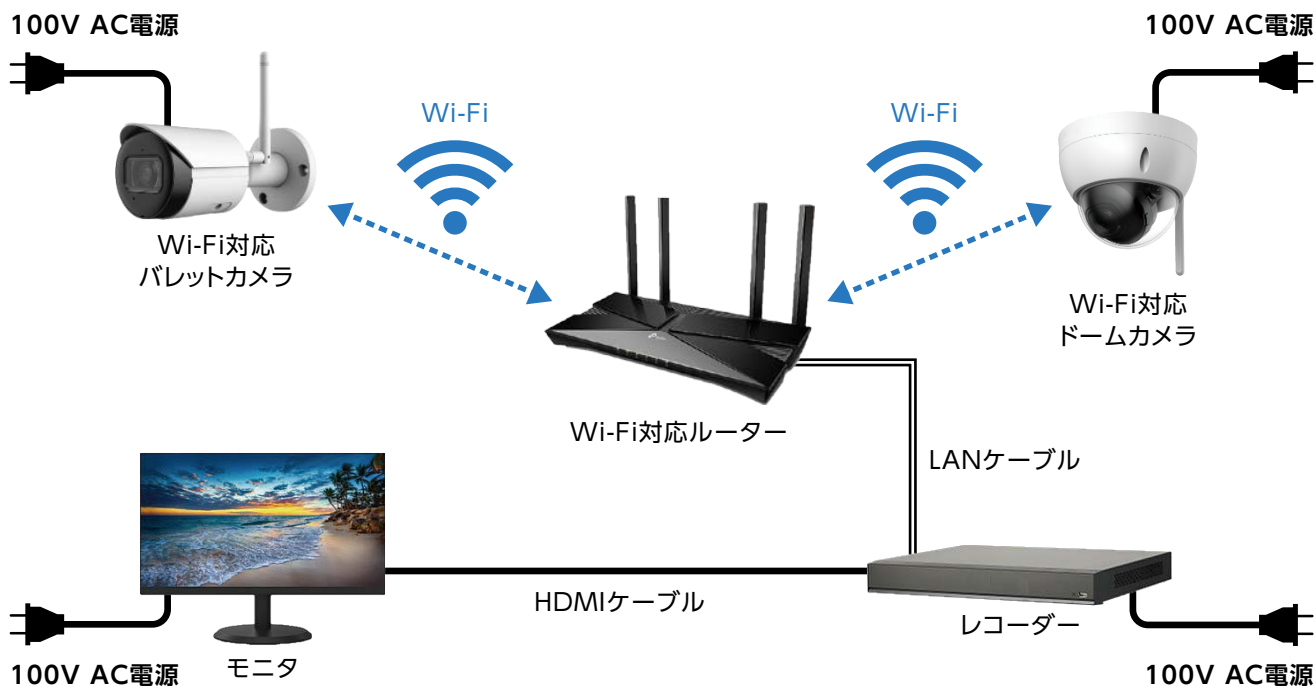 100V AC電源
100V AC電源
Wi-Fi
Wi-Fi
Wi-Fi対応
バレットカメラ
Wi-Fi対応
ドームカメラ
Wi-Fi対応ルーター
LANケーブル
HDMIケーブル
レコーダー
モニタ
100V AC電源
100V AC電源